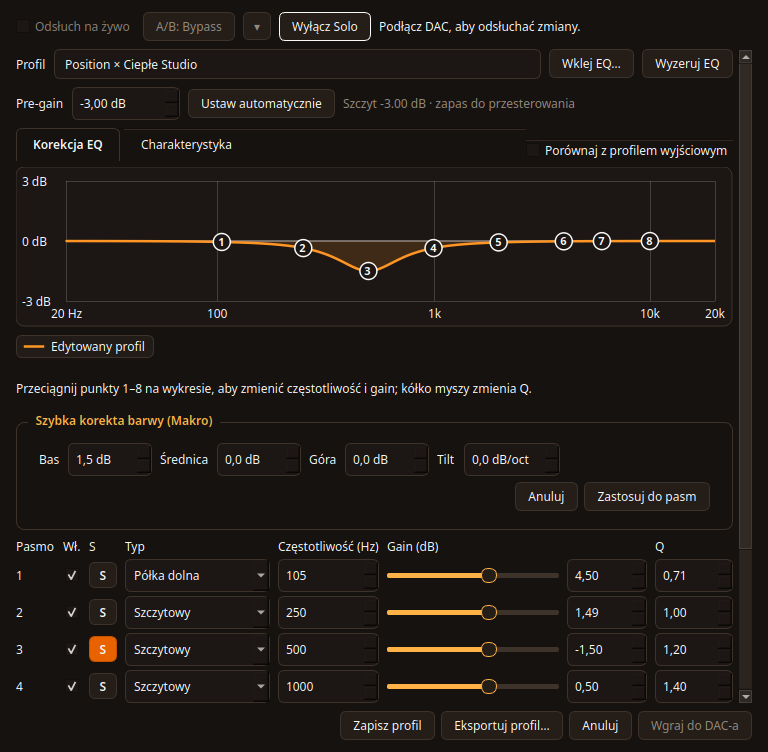 Odsłuch na żywo A/B: Bypass ▾ Wyłącz Solo Podłącz DAC, aby odsłuchać zmiany.
Profil Position × Ciepłe Studio Wklej EQ... Wyzeruj EQ
Pre-gain -3,00 dB Ustaw automatycznie Szczyt -3.00 dB · zapas do przesterowania
Korekcja EQ Charakterystyka Porównaj z profilem wyjściowym
3 dB
0 dB
1 2 3 4 5 6 7 8
-3 dB
20 Hz 100 1k 10k 20k
Edytowany profil
Przeciągnij punkty 1–8 na wykresie, aby zmienić częstotliwość i gain; kółko myszy zmienia Q.
Szybka korekta barwy (Makro)
Bas 1,5 dB Średnica 0,0 dB Góra 0,0 dB Tilt 0,0 dB/oct
Anuluj Zastosuj do pasm
Pasmo Wł. S Typ Częstotliwość (Hz) Gain (dB) Q
1 S Półka dolna 105 4,50 0,71
2 S Szczytowy 250 1,49 1,00
3 S Szczytowy 500 -1,50 1,20
4 S Szczytowy 1000 0,50 1,40
Zapisz profil Eksportuj profil... Anuluj Wgraj do DAC-a